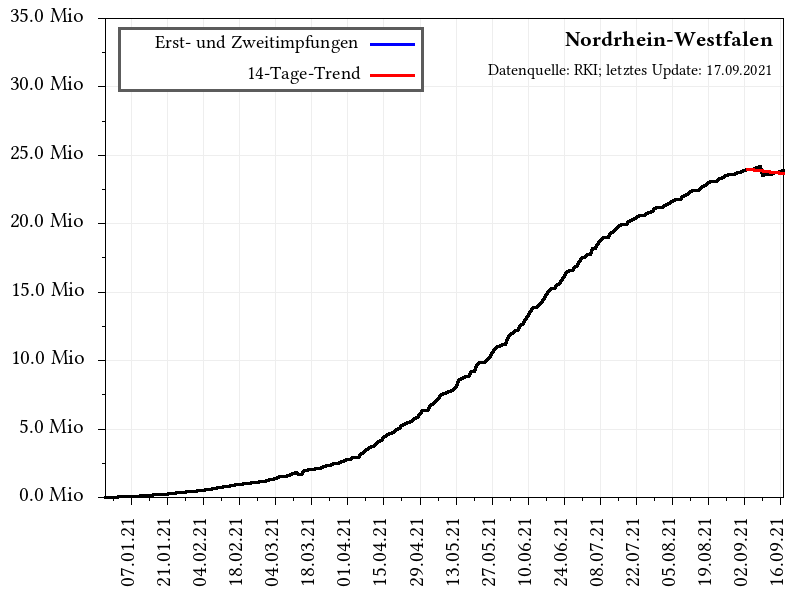 35.0 Mio
30.0 Mio
25.0 Mio
20.0 Mio
15.0 Mio
10.0 Mio
5.0 Mio
0.0 Mio
Erst- und Zweitimpfungen
14-Tage-Trend
Nordrhein-Westfalen
Datenquelle: RKI; letztes Update: 17.09.2021
07.01.21
21.01.21
04.02.21
18.02.21
04.03.21
18.03.21
01.04.21
15.04.21
29.04.21
13.05.21
27.05.21
10.06.21
24.06.21
08.07.21
22.07.21
05.08.21
19.08.21
02.09.21
16.09.21